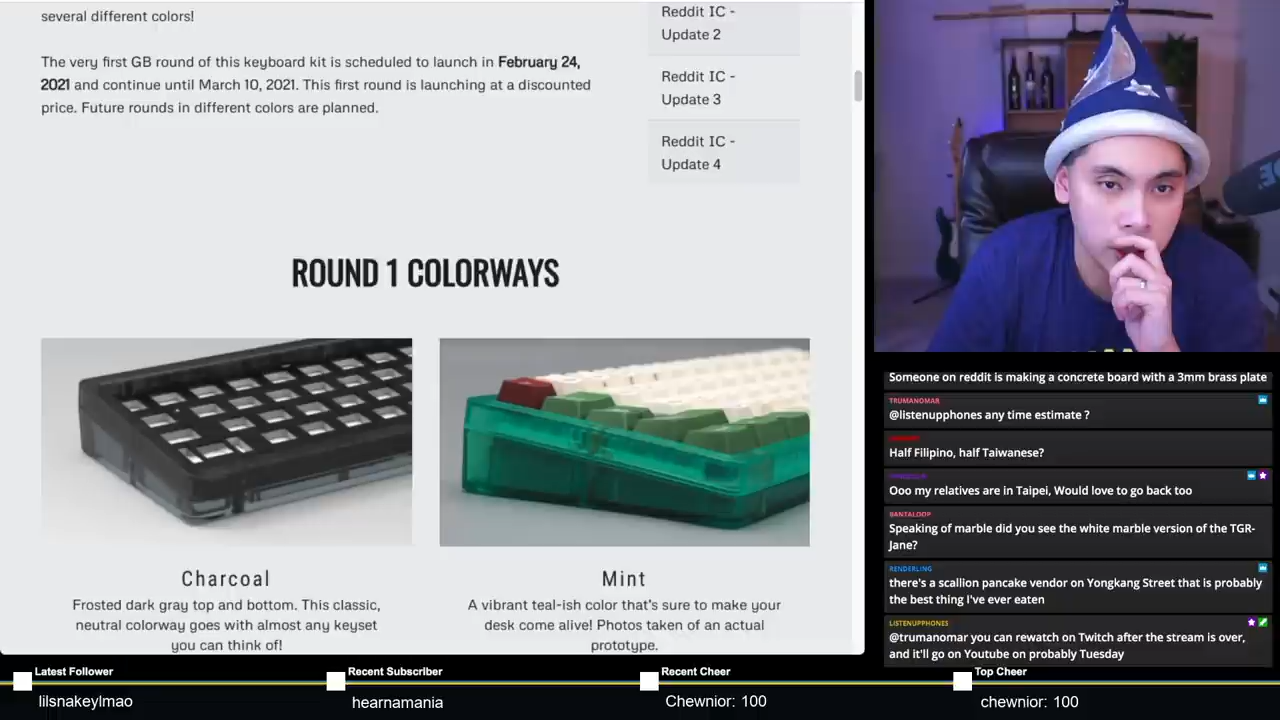 several different colors!
The very first GB round of this keyboard kit is scheduled to launch in February 24,
2021 and continue until March 10, 2021. This first round is launching at a discounted
price. Future rounds in different colors are planned.
Reddit IC -
Update 2
Reddit IC -
Update 3
Reddit IC -
Update 4
ROUND 1 COLORWAYS
Charcoal
Frosted dark gray top and bottom. This classic,
neutral colorway goes with almost any keyset
you can think of!
Mint
A vibrant teal-ish color that's sure to make your
desk come alive! Photos taken of an actual
prototype.
Someone on reddit is making a concrete board with a 3mm brass plate
TRUMANOMAR
@listenupphones any time estimate ?
Half Filipino, half Taiwanese?
Ooo my relatives are in Taipei, Would love to go back too
BANTALOOP
Speaking of marble did you see the white marble version of the TGR-
Jane?
RENDERLING
there's a scallion pancake vendor on Yongkang Street that is probably
the best thing I've ever eaten
LISTENUPPHONES
@trumanomar you can rewatch on Twitch after the stream is over,
and it'll go on Youtube on probably Tuesday
Latest Follower
lilsnakeylmao
Recent Subscriber
hearnamania
Recent Cheer
Chewnior: 100
Top Cheer
chewnior: 100